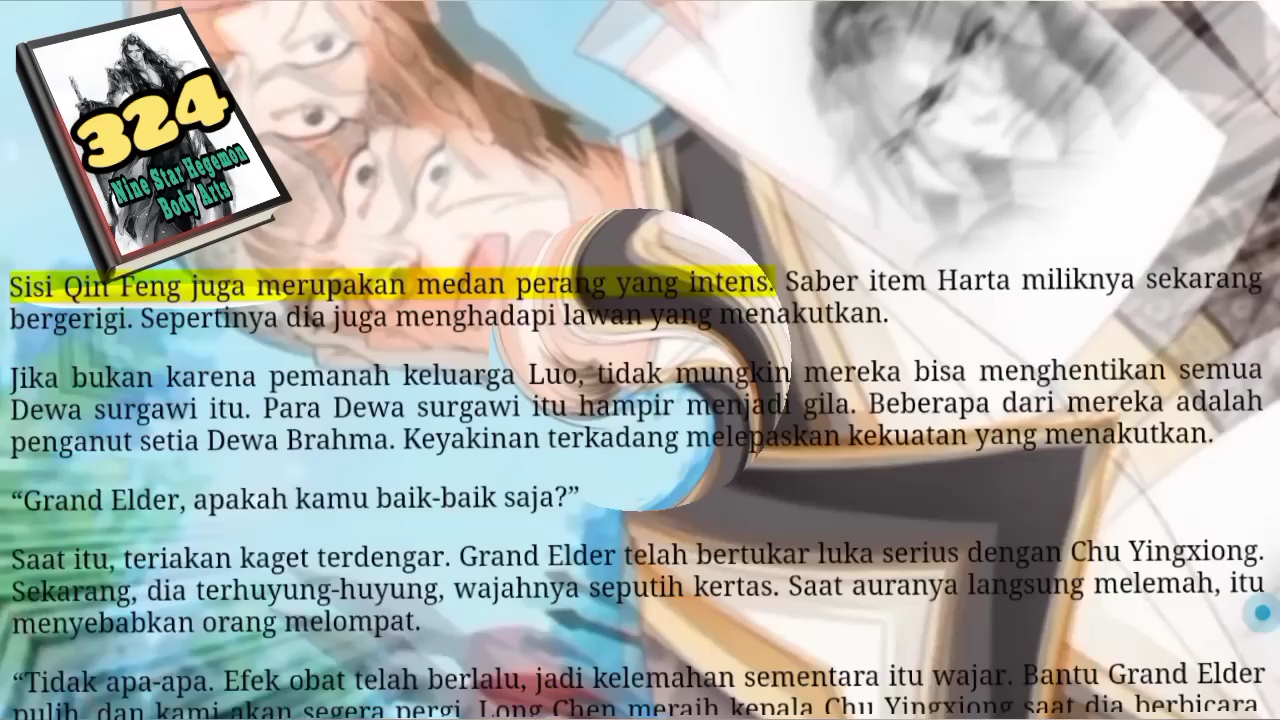 324
Nine Star Hegemon
Body Arts
Sisi Qin Feng juga merupakan medan perang yang intens. Saber item Harta miliknya sekarang
bergerigi. Sepertinya dia juga menghadapi lawan yang menakutkan.
Jika bukan karena pemanah keluarga Luo, tidak mungkin mereka bisa menghentikan semua
Dewa surgawi itu. Para Dewa surgawi itu hampir menjadi gila. Beberapa dari mereka adalah
penganut setia Dewa Brahma. Keyakinan terkadang melepaskan kekuatan yang menakutkan.
“Grand Elder, apakah kamu baik-baik saja?”
Saat itu, teriakan kaget terdengar. Grand Elder telah bertukar luka serius dengan Chu Yingxiong.
Sekarang, dia terhuyung-huyung, wajahnya seputih kertas. Saat auranya langsung melemah, itu
menyebabkan orang melompat.
“Tidak apa-apa. Efek obat telah berlalu, jadi kelemahan sementara itu wajar. Bantu Grand Elder
pulih, dan kami akan segera pergi. Long Chen meraih kepala Chu Yingxiong saat dia berbicara.